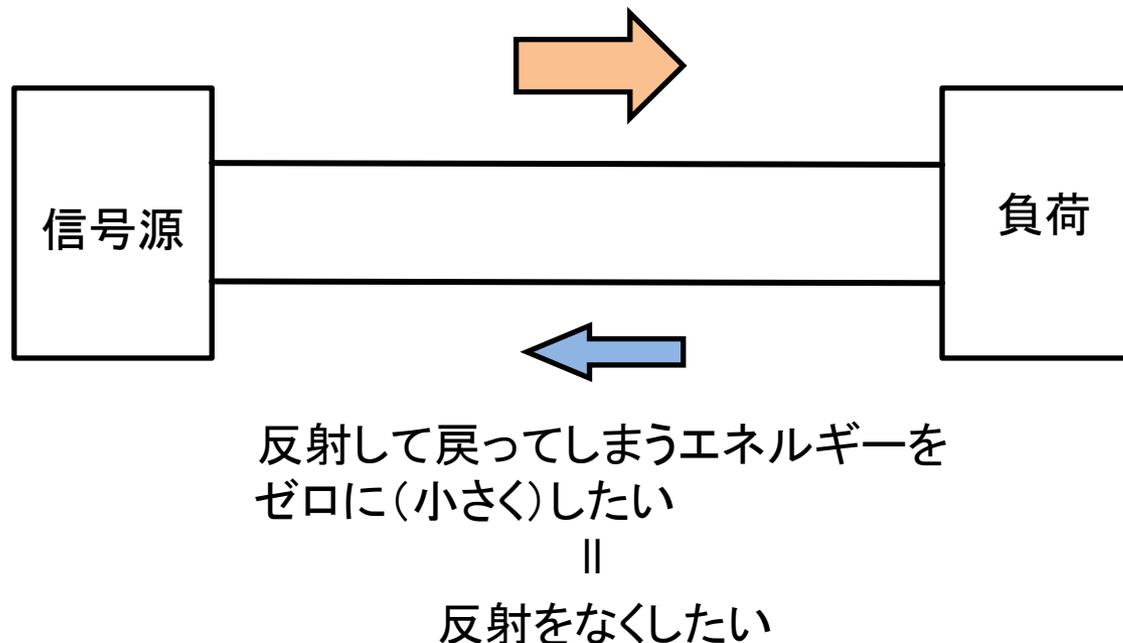 信号源
負荷
反射して戻ってしまうエネルギーを
ゼロに(小さく)したい
=
反射をなくしたい